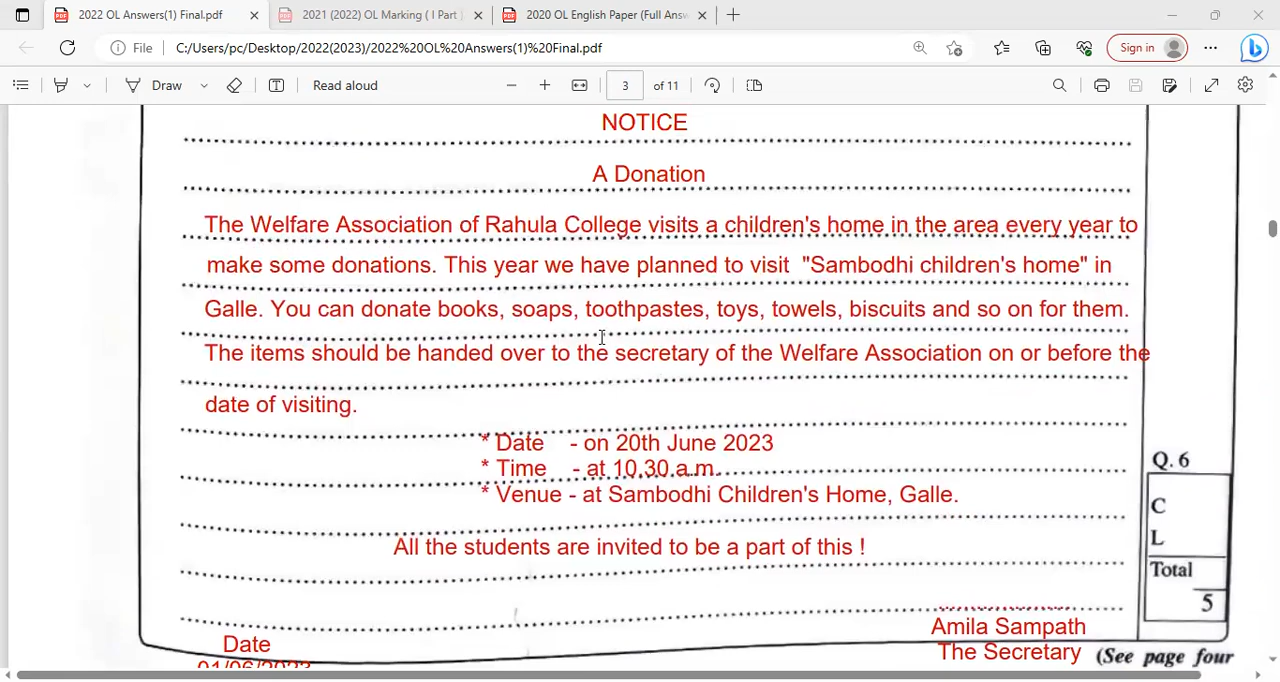 2022 OL Answers(1) Final.pdf
2021 (2022) OL Marking ( I Part
2020 OL English Paper (Full Ans
File C:/Users/pc/Desktop/2022(2023)/2022%20OL%20Answers(1)%20Final.pdf Sign in
Draw Read aloud 3 of 11
NOTICE
A Donation
The Welfare Association of Rahula College visits a children's home in the area every year to
make some donations. This year we have planned to visit "Sambodhi children's home" in
Galle. You can donate books, soaps, toothpastes, toys, towels, biscuits and so on for them.
The items should be handed over to the secretary of the Welfare Association on or before the
date of visiting.
* Date - on 20th June 2023
* Time - at 10.30.a.m.
* Venue - at Sambodhi Children's Home, Galle.
All the students are invited to be a part of this !
Q. 6
C
L
Total
5
Amila Sampath
The Secretary
Date
01/06/2023
(See page four